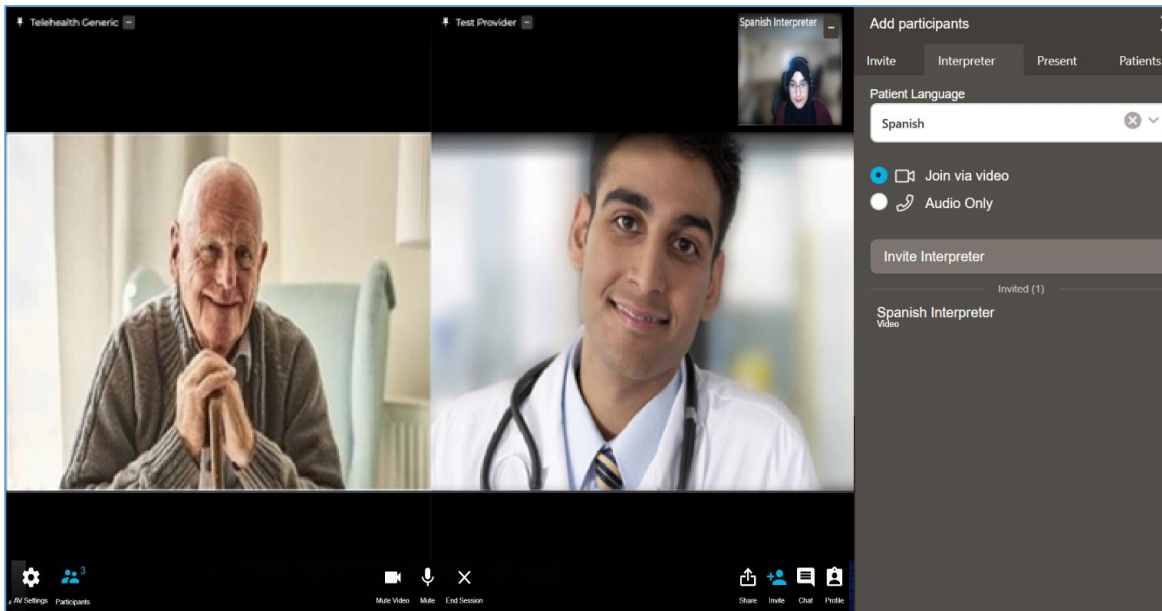 Telehealth Generic
Test Provider
Spanish Interpreter
Add participants
Invite Interpreter Present Patients
Patient Language
Spanish
Join via video
Audio Only
Invite Interpreter
Invited (1)
Spanish Interpreter
Video
3
AV Settings Participants Mute Video Mute End Session Share Invite Chat Profile